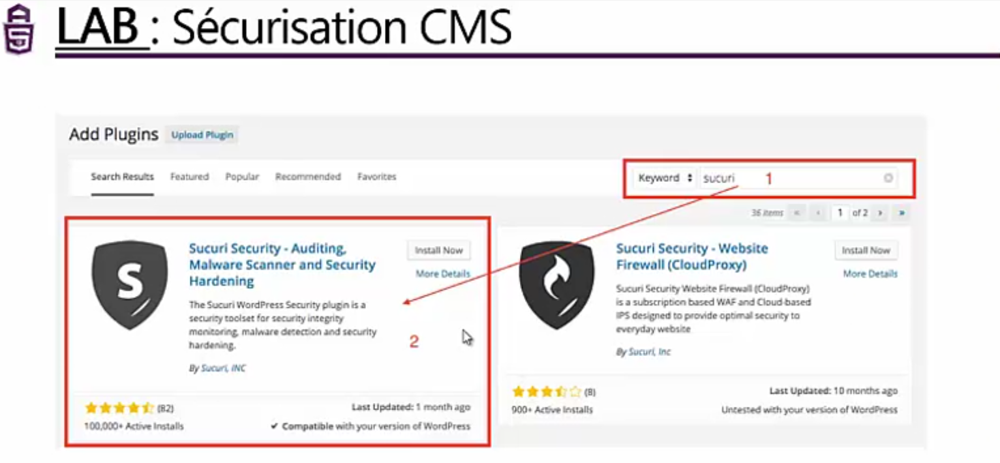 LAB : Sécurisation CMS
Add Plugins Upload Plugin
Search Results Featured Popular Recommended Favorites
Keyword sucuri 1
36 items « ‹ 1 of 2 › »
S
Sucuri Security - Auditing,
Malware Scanner and Security
Hardening
Install Now
More Details
The Sucuri WordPress Security plugin is a
security toolset for security integrity
monitoring, malware detection and security
hardening.
2
By Sucuri, INC
(82)
Last Updated: 1 month ago
100,000+ Active Installs
✔ Compatible with your version of WordPress
Sucuri Security - Website
Firewall (CloudProxy)
Install Now
More Details
Sucuri Security Website Firewall (CloudProxy)
is a subscription based WAF and Cloud-based
IPS designed to provide optimal security to
everyday website
By Sucuri, Inc
(8)
Last Updated: 10 months ago
900+ Active Installs
Untested with your version of WordPress